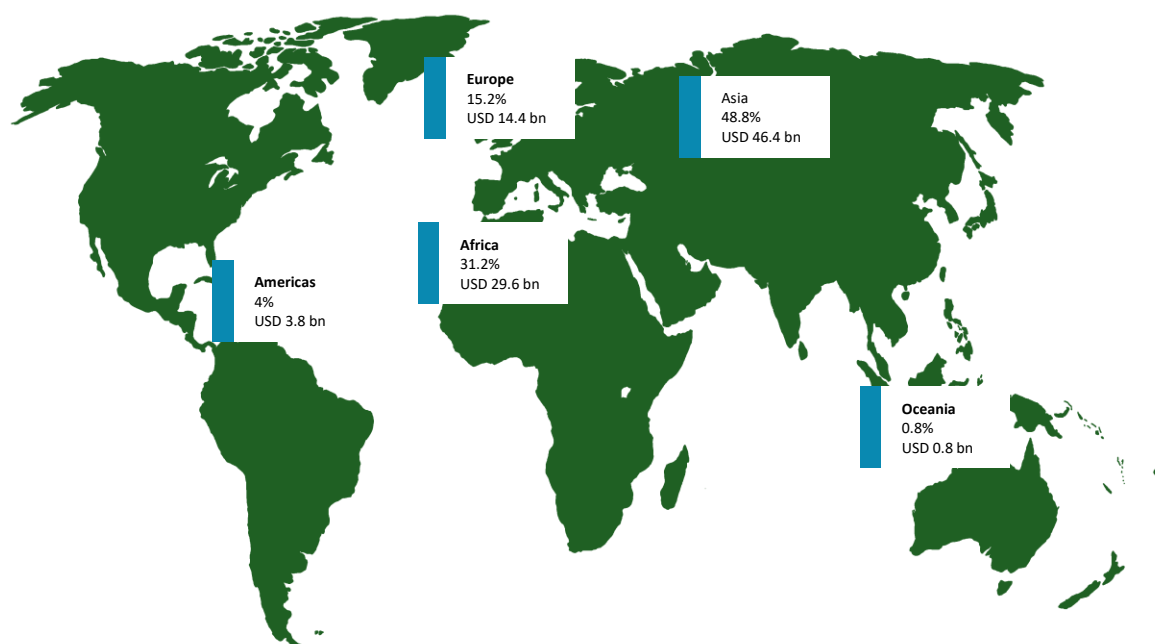 Europe
15.2%
USD 14.4 bn
Asia
48.8%
USD 46.4 bn
Africa
31.2%
USD 29.6 bn
Americas
4%
USD 3.8 bn
Oceania
0.8%
USD 0.8 bn